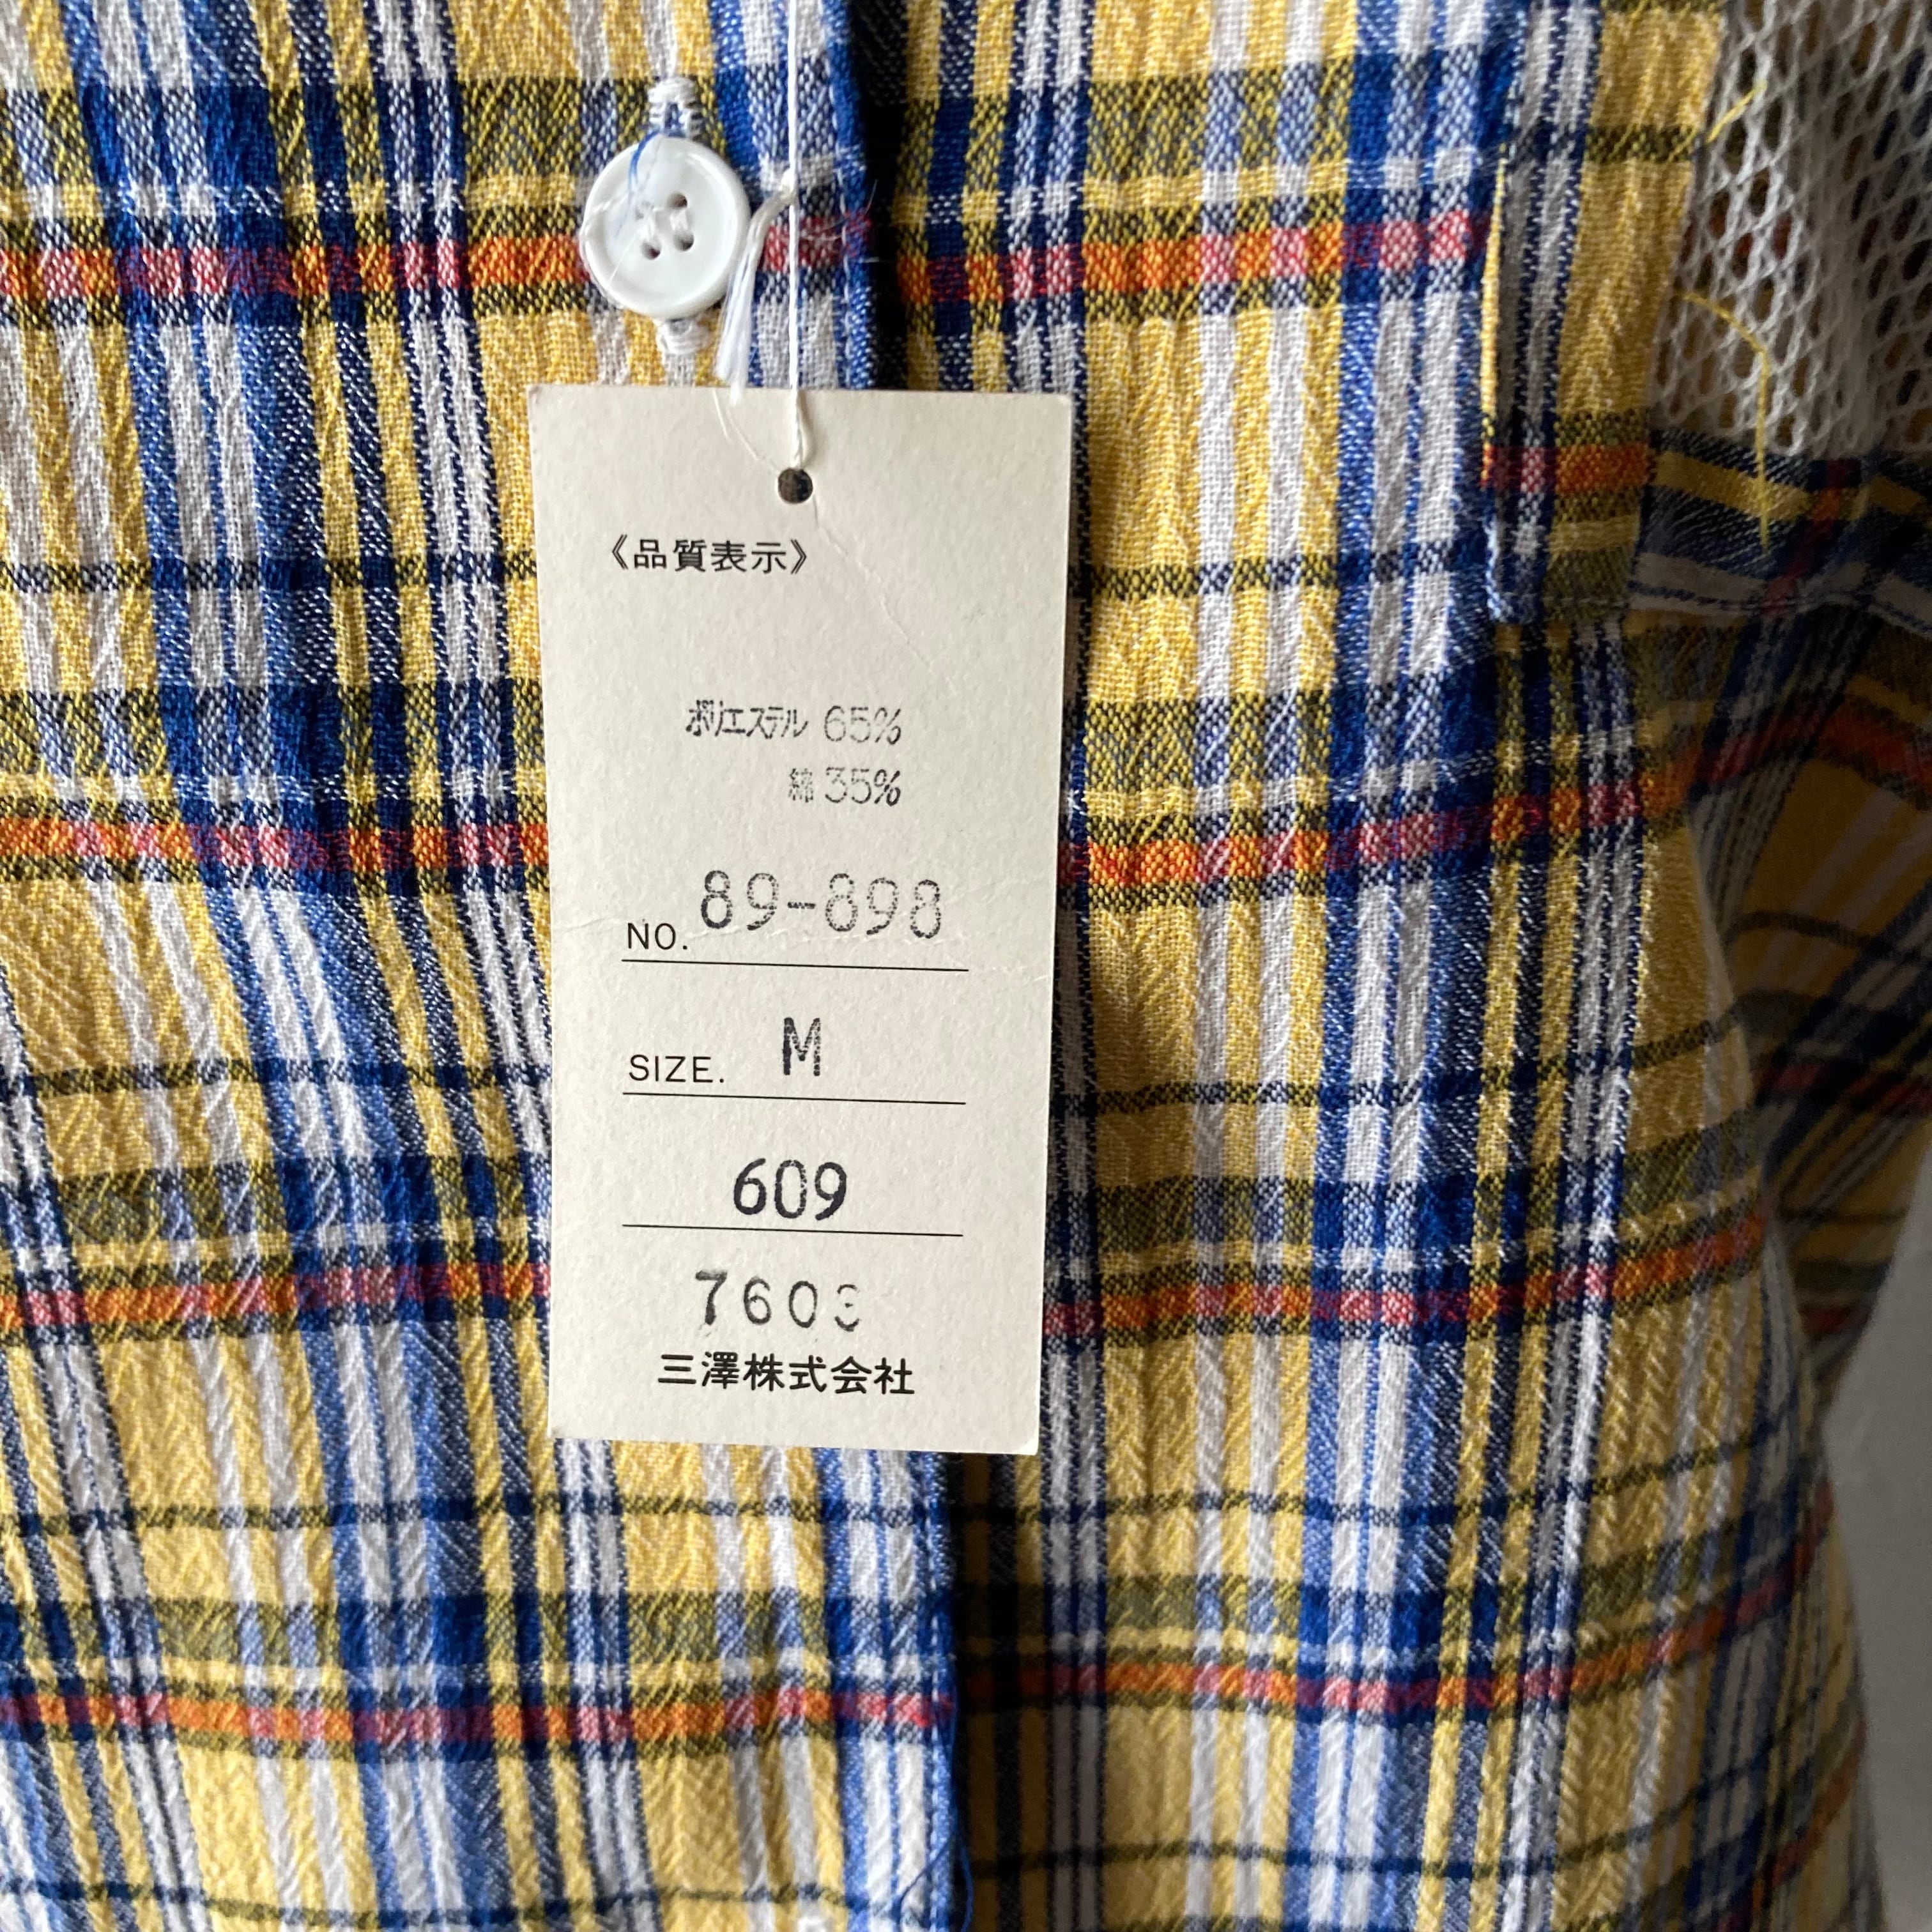 《品質表示》
ポリエステル 65%
綿 35%
NO. 89-898
SIZE. M
609
7603
三澤株式会社